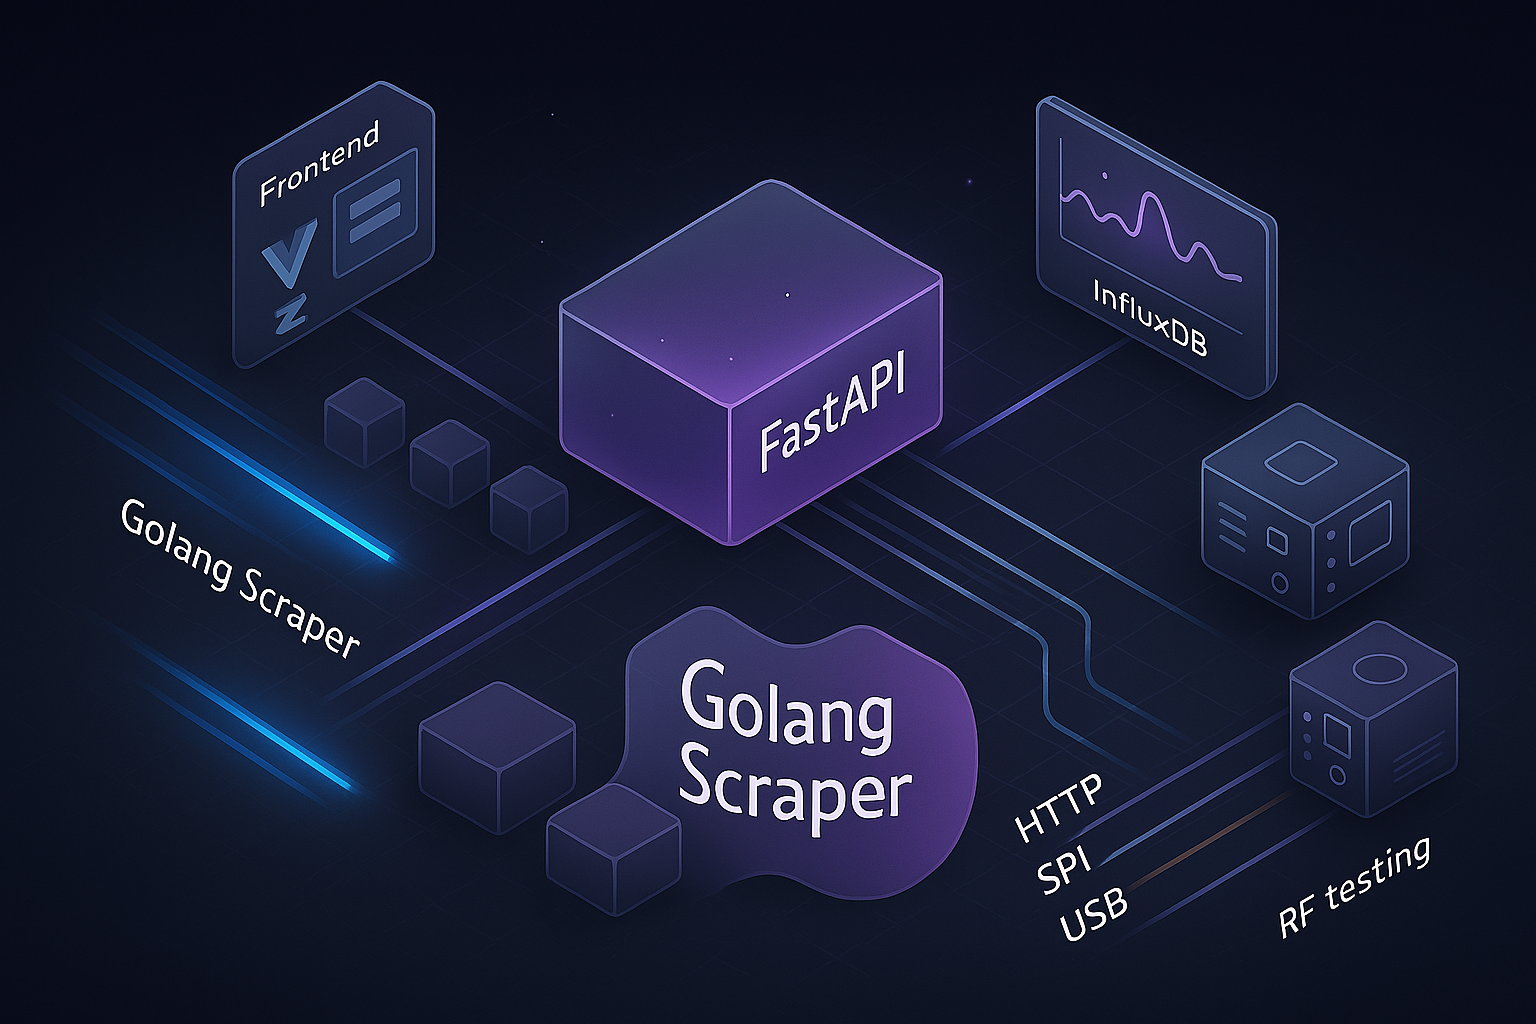 Frontend
V
Z
InfluxDB
FastAPI
Golang Scraper
Golang
Scraper
HTTP
SPI
USB
RF testing